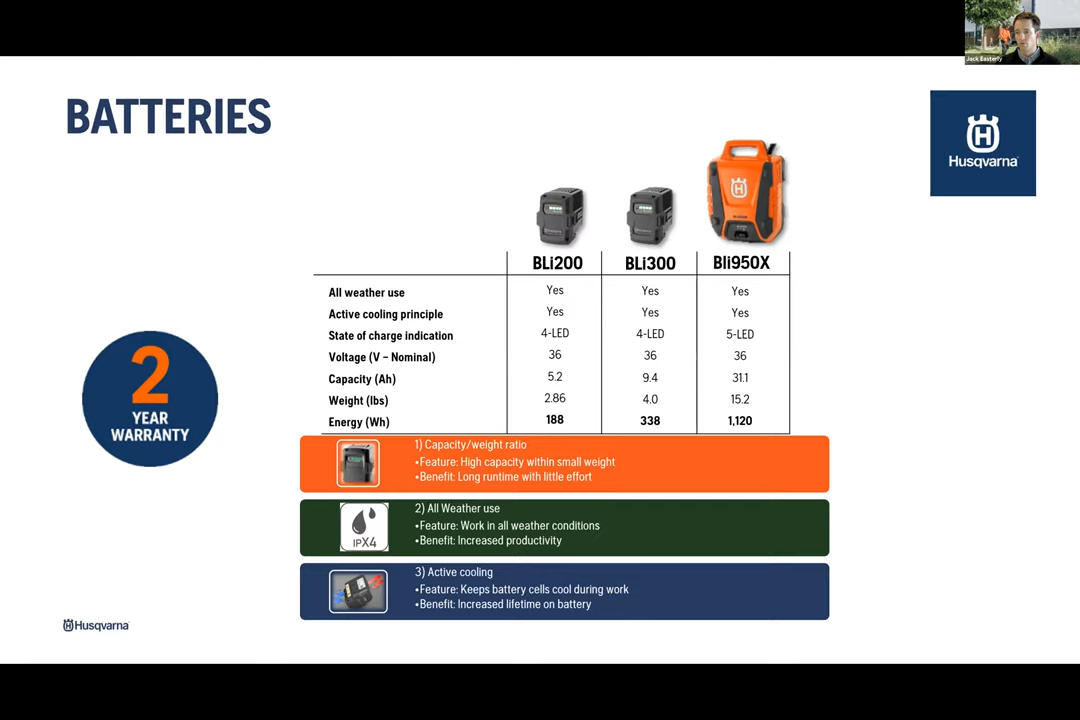 Jack Easterly
BATTERIES
Husqvarna
BLi200 BLi300 Bli950X
All weather use Yes Yes Yes
Active cooling principle Yes Yes Yes
State of charge indication 4-LED 4-LED 5-LED
Voltage (V – Nominal) 36 36 36
Capacity (Ah) 5.2 9.4 31.1
Weight (lbs) 2.86 4.0 15.2
Energy (Wh) 188 338 1,120
2
YEAR
WARRANTY
1) Capacity/weight ratio
•Feature: High capacity within small weight
•Benefit: Long runtime with little effort
IPX4
2) All Weather use
•Feature: Work in all weather conditions
•Benefit: Increased productivity
3) Active cooling
•Feature: Keeps battery cells cool during work
•Benefit: Increased lifetime on battery
Husqvarna